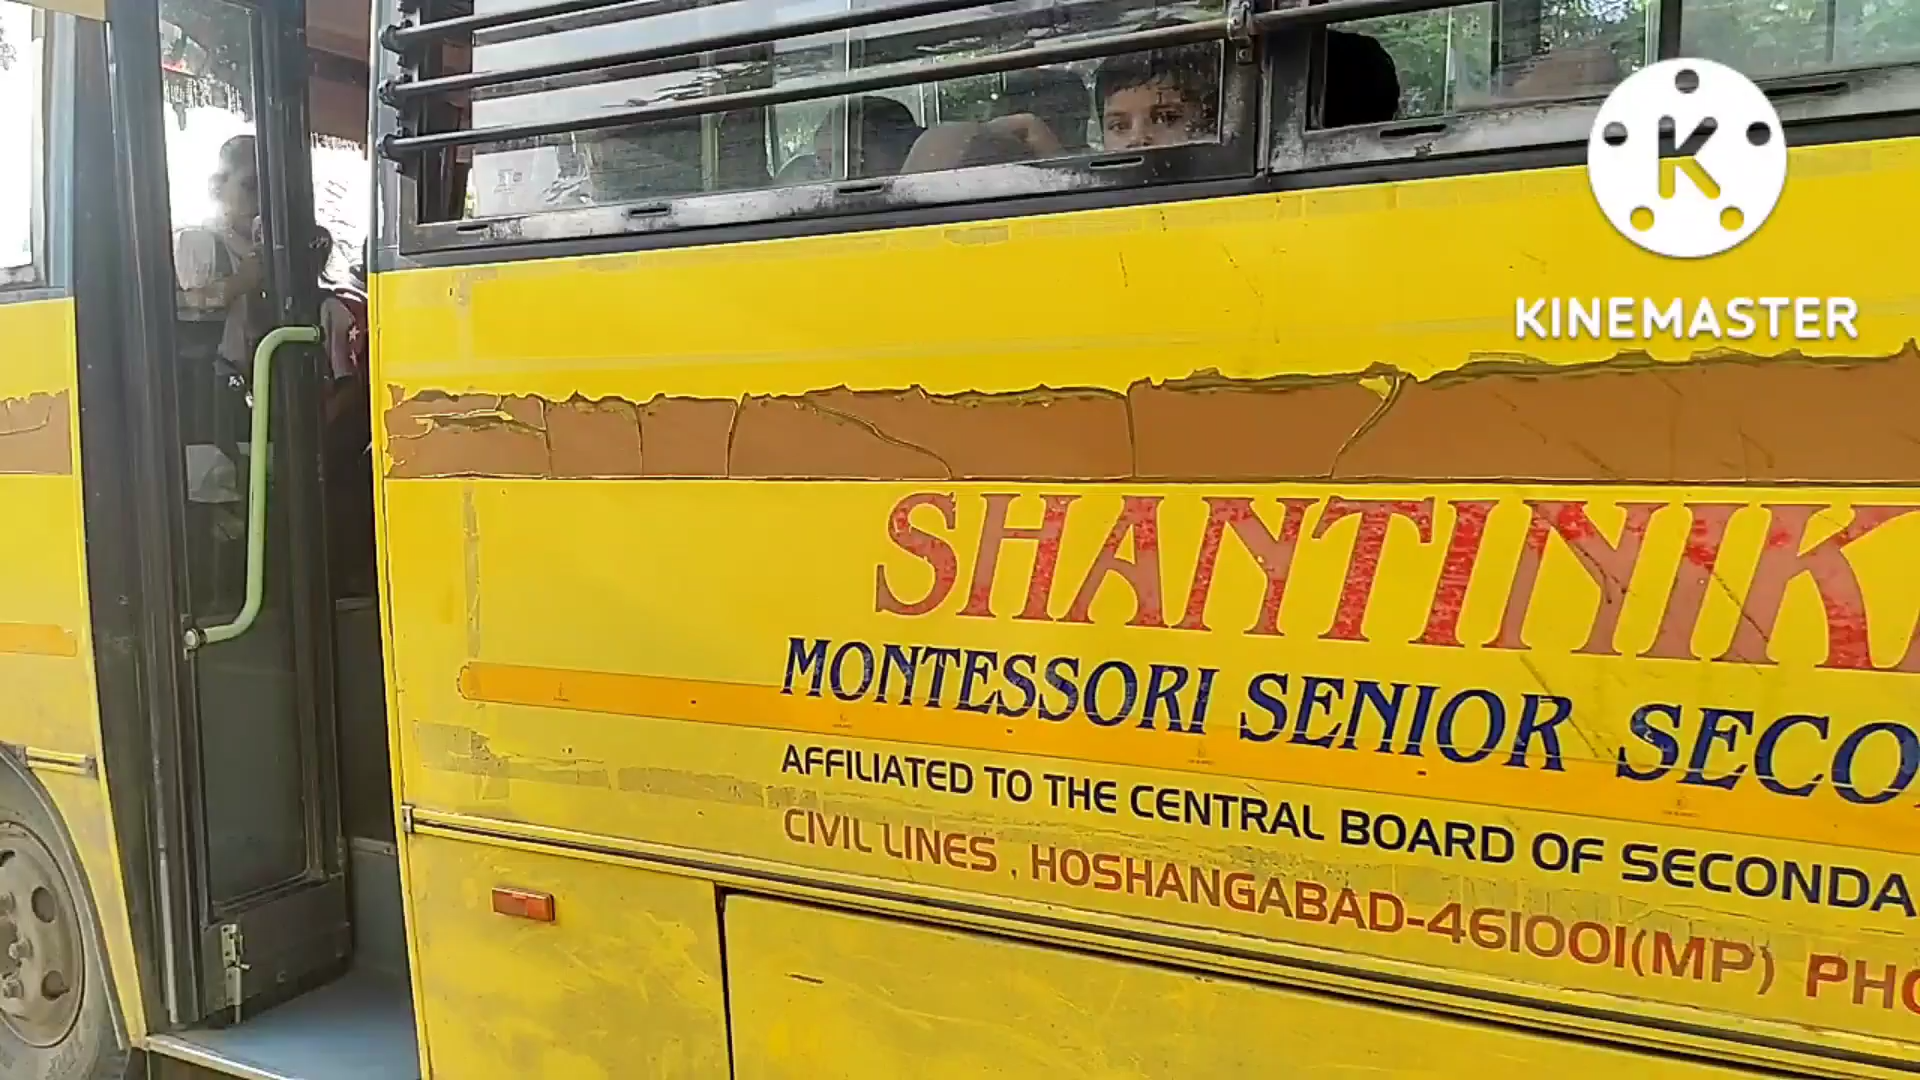 K
KINEMASTER
SHANTINIK
MONTESSORI SENIOR SECO
AFFILIATED TO THE CENTRAL BOARD OF SECONDA
CIVIL LINES, HOSHANGABAD-461001(MP) PHO